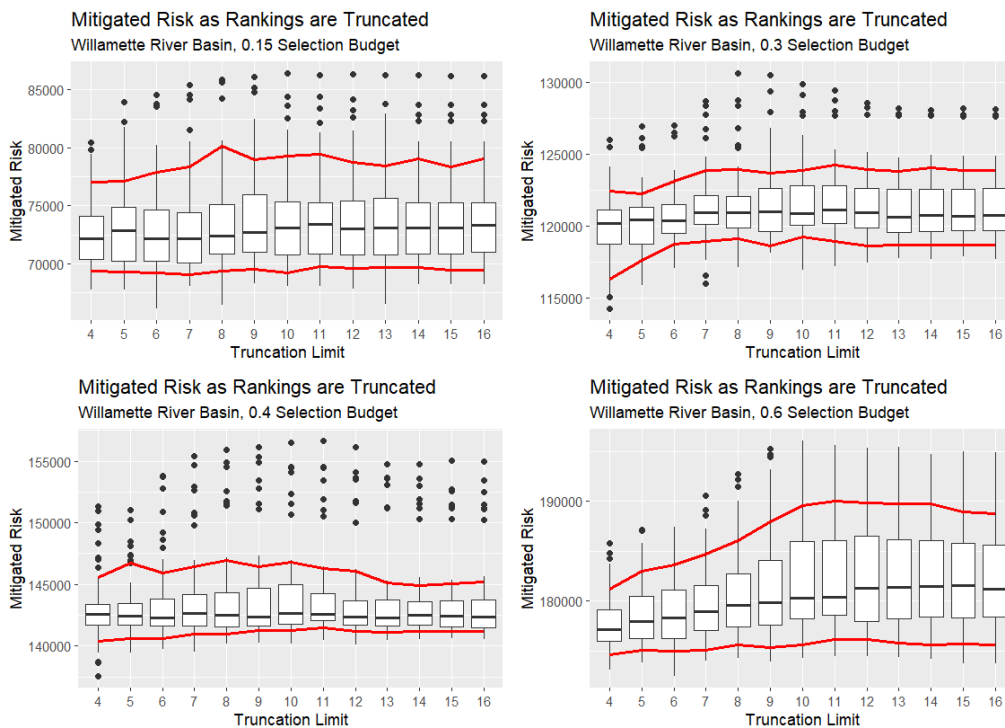 Mitigated Risk as Rankings are Truncated
Willamette River Basin, 0.15 Selection Budget
Mitigated Risk
85000
80000
75000
70000
4 5 6 7 8 9 10 11 12 13 14 15 16
Truncation Limit
Mitigated Risk as Rankings are Truncated
Willamette River Basin, 0.3 Selection Budget
Mitigated Risk
130000
125000
120000
115000
4 5 6 7 8 9 10 11 12 13 14 15 16
Truncation Limit
Mitigated Risk as Rankings are Truncated
Willamette River Basin, 0.4 Selection Budget
Mitigated Risk
155000
150000
145000
140000
4 5 6 7 8 9 10 11 12 13 14 15 16
Truncation Limit
Mitigated Risk as Rankings are Truncated
Willamette River Basin, 0.6 Selection Budget
Mitigated Risk
190000
180000
4 5 6 7 8 9 10 11 12 13 14 15 16
Truncation Limit